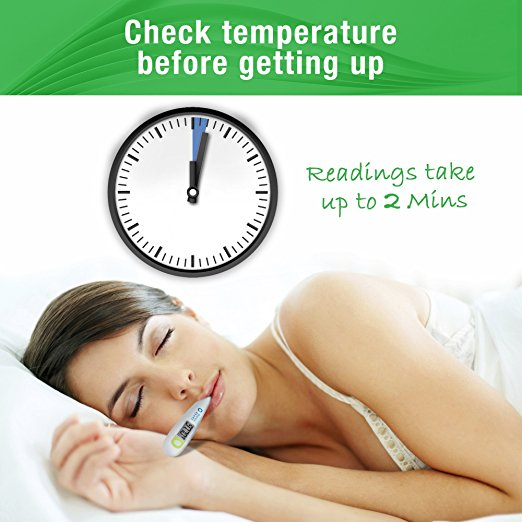 Check temperature
before getting up
Readings take
up to 2 Mins